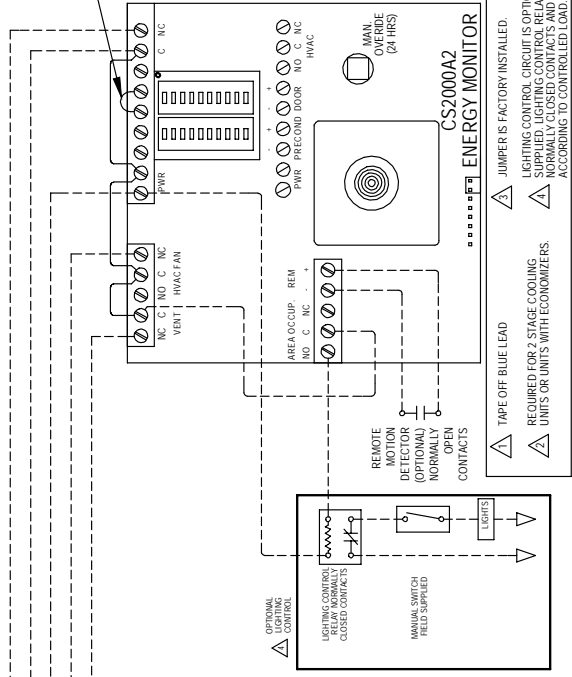 NC C NO C NC
VENT HVAC FAN
PWR
C NC
PWR PRECOND DOOR NO C NC
- + - +
HVAC
MAN.
OVERRIDE
(24 HRS)
AREA OCCUP. REM
NO C NC - +
CS2000A2
ENERGY MONITOR
REMOTE
MOTION
DETECTOR
(OPTIONAL)
NORMALLY
OPEN
CONTACTS
4 OPTIONAL
LIGHTING
CONTROL
LIGHTING CONTROL
RELAY NORMALLY
CLOSED CONTACTS
MANUAL SWITCH
FIELD SUPPLIED
LIGHTS
1 TAPE OFF BLUE LEAD
2 REQUIRED FOR 2 STAGE COOLING
UNITS OR UNITS WITH ECONOMIZERS.
3 JUMPER IS FACTORY INSTALLED.
4 LIGHTING CONTROL CIRCUIT IS OPTI
SUPPLIED. LIGHTING CONTROL RELA
NORMALLY CLOSED CONTACTS AND
ACCORDING TO CONTROLLED LOAD.